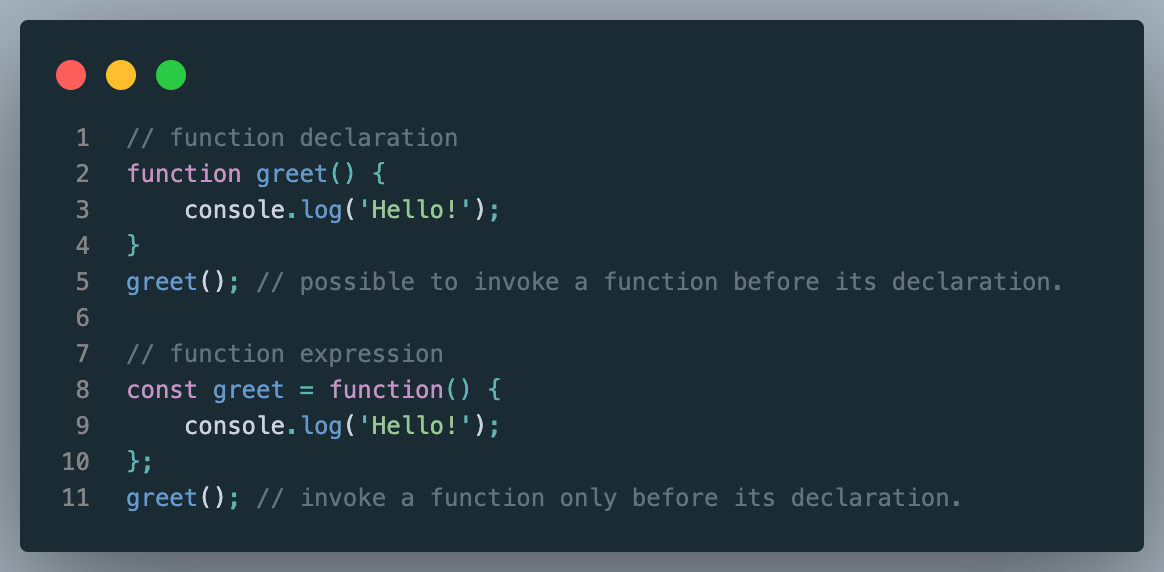 1 // function declaration
2 function greet() {
3     console.log('Hello!');
4 }
5 greet(); // possible to invoke a function before its declaration.
6
7 // function expression
8 const greet = function() {
9     console.log('Hello!');
10 };
11 greet(); // invoke a function only before its declaration.